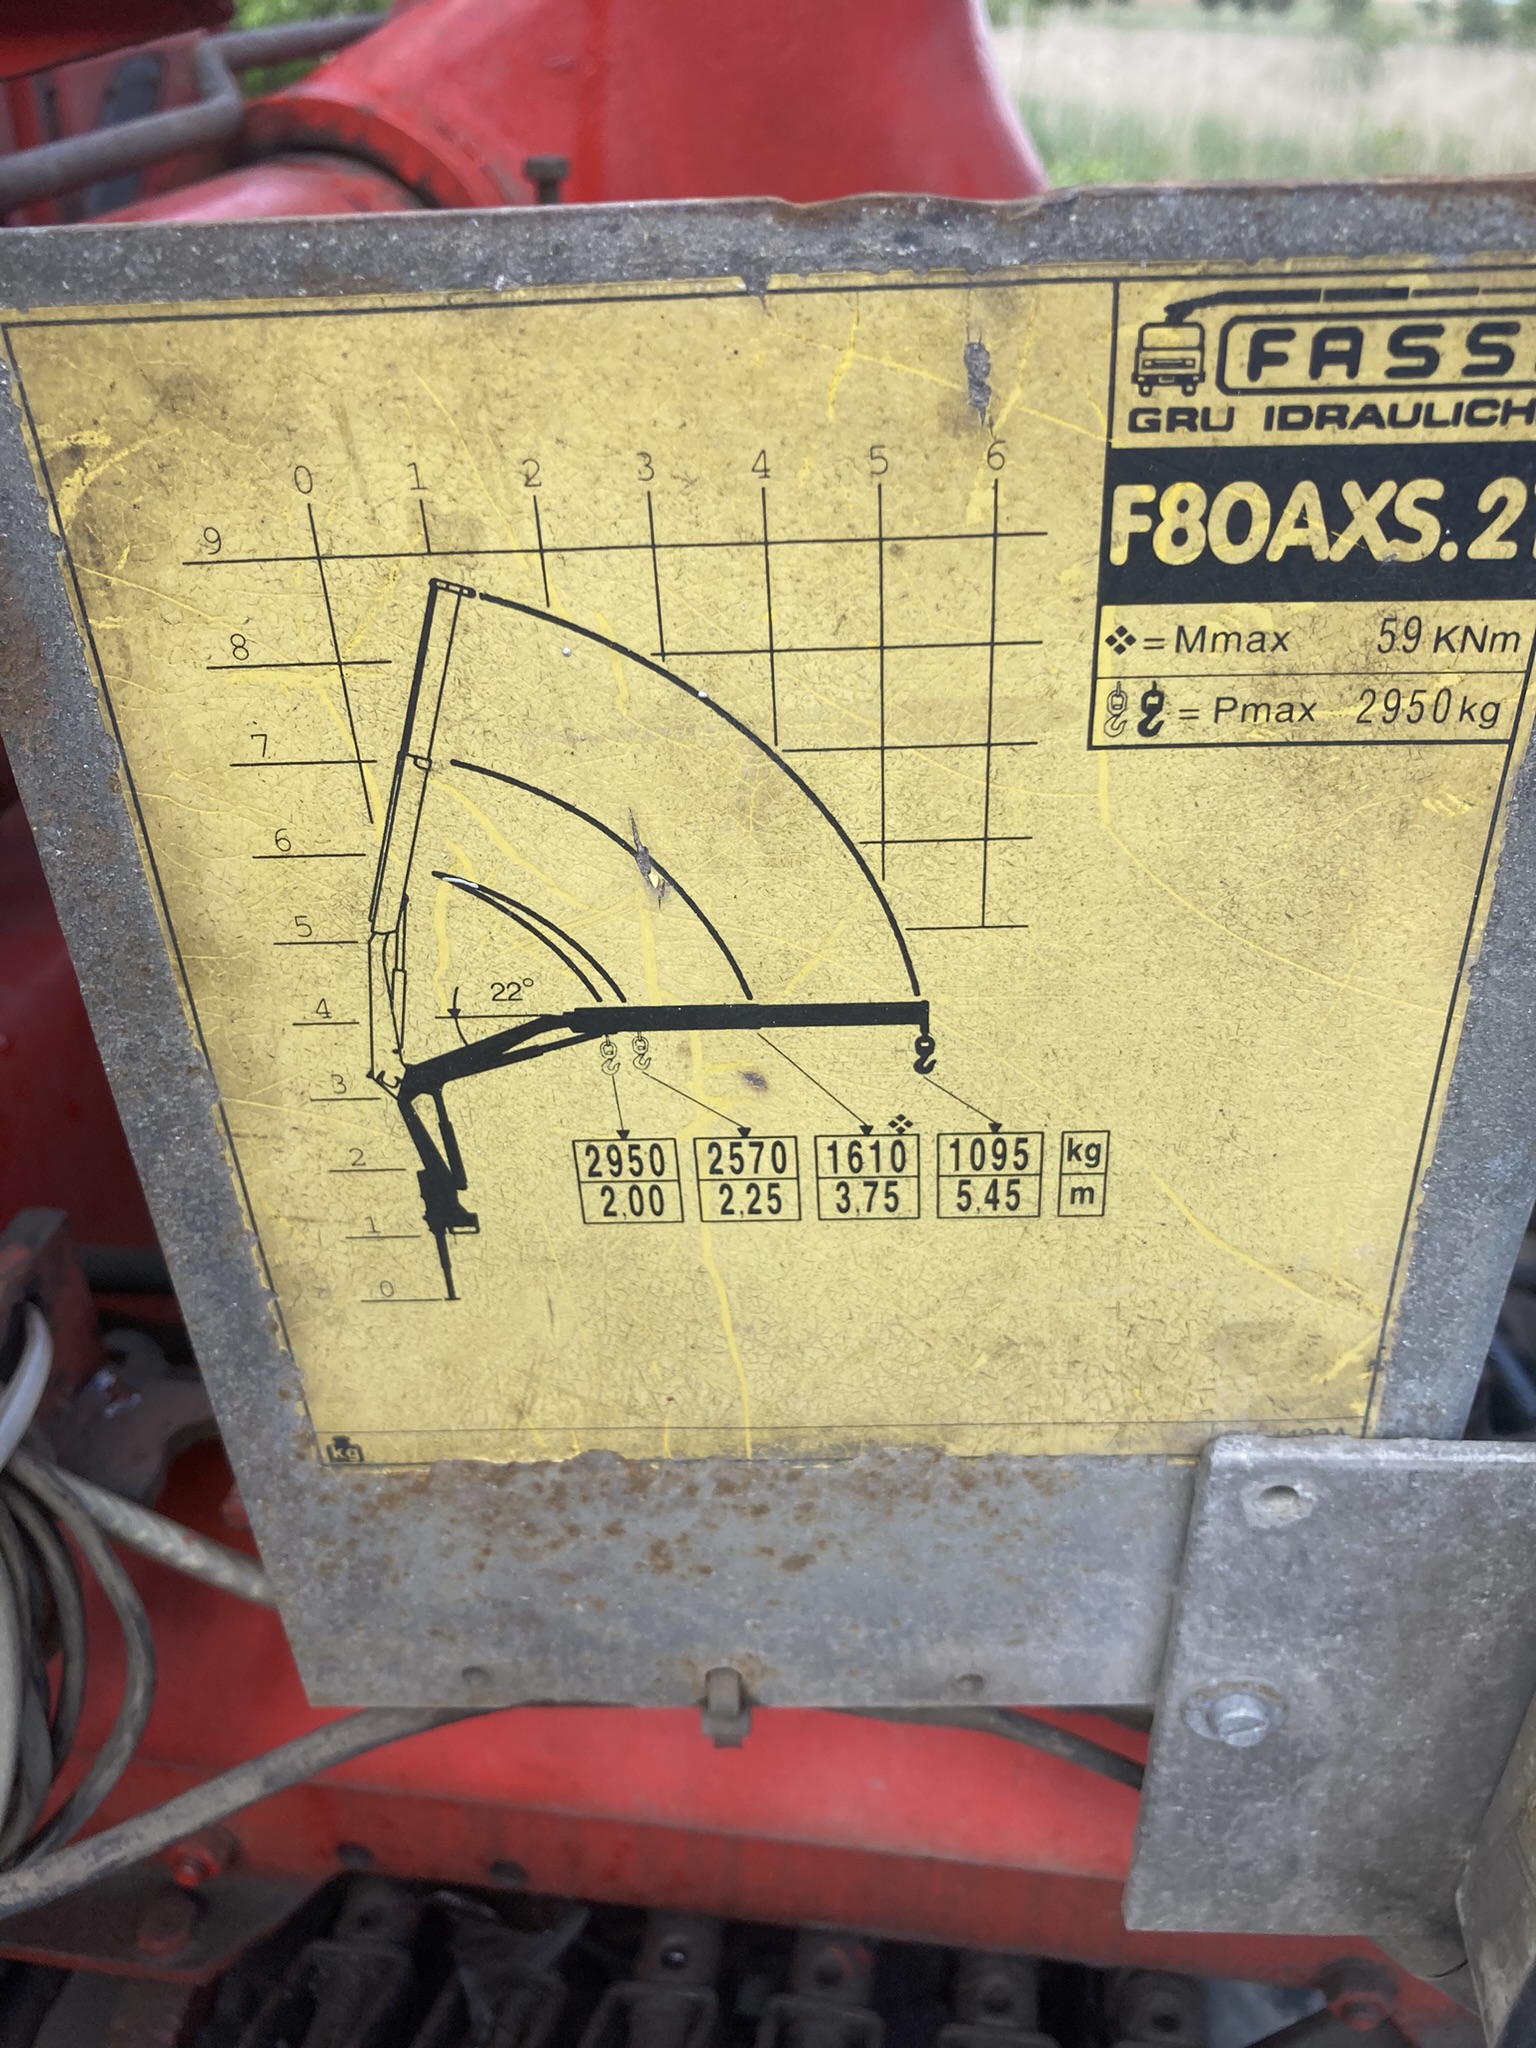 FASS
GRU IDRAULICH
F80AXS.2
❖ = Mmax 59 KNm
= Pmax 2950 kg
0 1 2 3 4 5 6
9
8
7
6
5
4
3
2
1
0
22°
❖
2950 2570 1610 1095 kg
2,00 2,25 3,75 5.45 m
kg